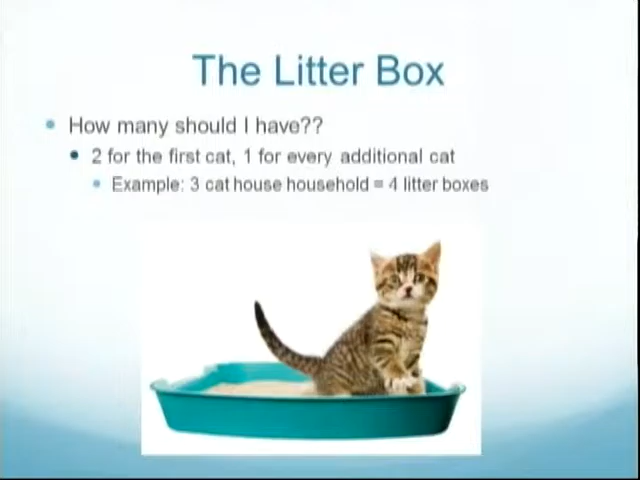 The Litter Box
How many should I have??
2 for the first cat, 1 for every additional cat
Example: 3 cat house household = 4 litter boxes